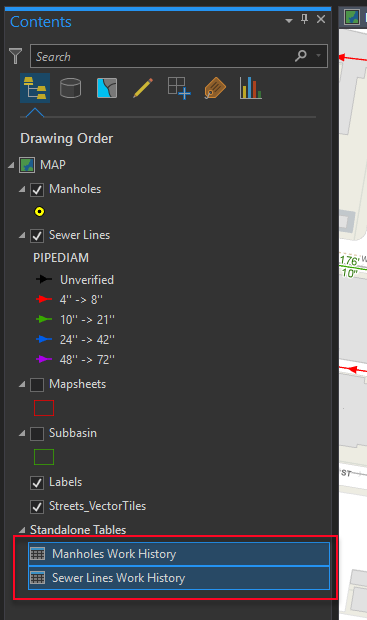 Contents
Search
Drawing Order
MAP
Manholes
Sewer Lines
PIPEDIAM
Unverified
4'' -> 8''
10'' -> 21''
24'' -> 42''
48'' -> 72''
Mapsheets
Subbasin
Labels
Streets_VectorTiles
Standalone Tables
Manholes Work History
Sewer Lines Work History
176'
10"
ST